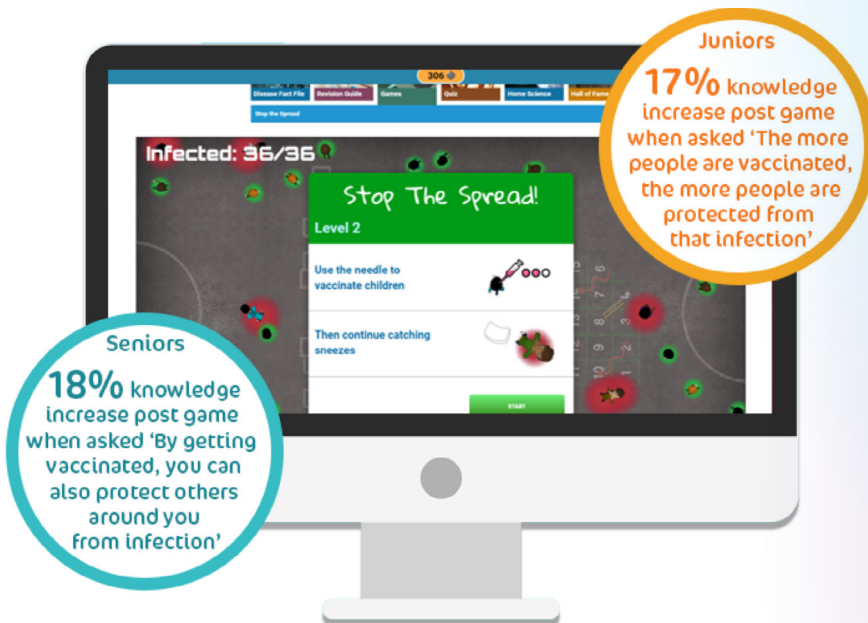 306
Disease Fact File
Revision Guide
Games
Quiz
Home Science
Hall of Fame
Stop the Spread
Infected: 36/36
Stop The Spread!
Level 2
Use the needle to
vaccinate children
Then continue catching
sneezes
START
Juniors
17% knowledge
increase post game
when asked ‘The more
people are vaccinated,
the more people are
protected from
that infection’
Seniors
18% knowledge
increase post game
when asked ‘By getting
vaccinated, you can
also protect others
around you
from infection’